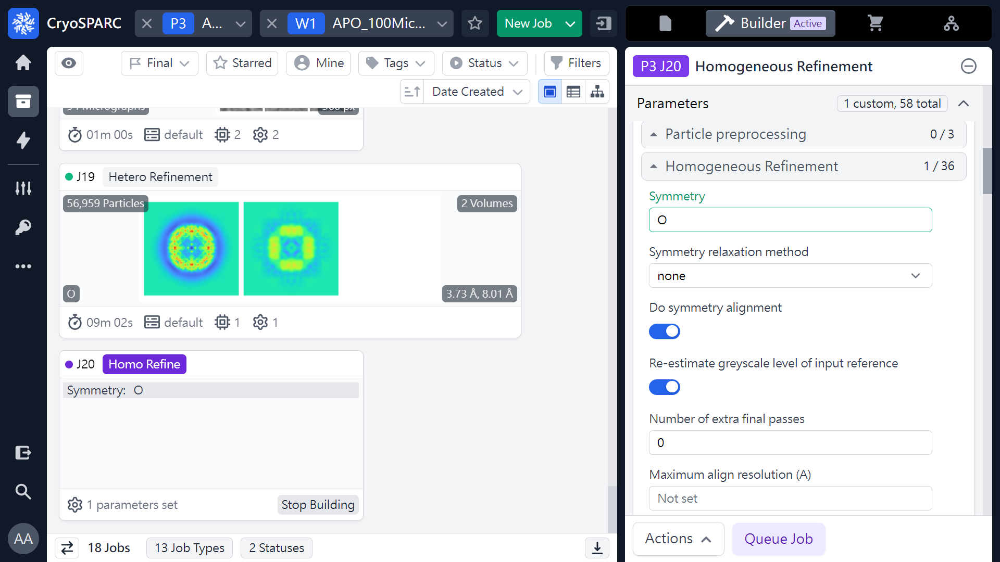 CryoSPARC
P3 A...
W1 APO_100Mic...
New Job
Builder Active
Final
Starred
Mine
Tags
Status
Filters
Date Created
01m 00s default 2 2
J19 Hetero Refinement
56,959 Particles
2 Volumes
O
3.73 Å, 8.01 Å
09m 02s default 1 1
J20 Homo Refine
Symmetry: O
1 parameters set
Stop Building
18 Jobs
13 Job Types
2 Statuses
AA
P3 J20 Homogeneous Refinement
Parameters
1 custom, 58 total
Particle preprocessing 0 / 3
Homogeneous Refinement 1 / 36
Symmetry
O
Symmetry relaxation method
none
Do symmetry alignment
Re-estimate greyscale level of input reference
Number of extra final passes
0
Maximum align resolution (A)
Not set
Actions
Queue Job